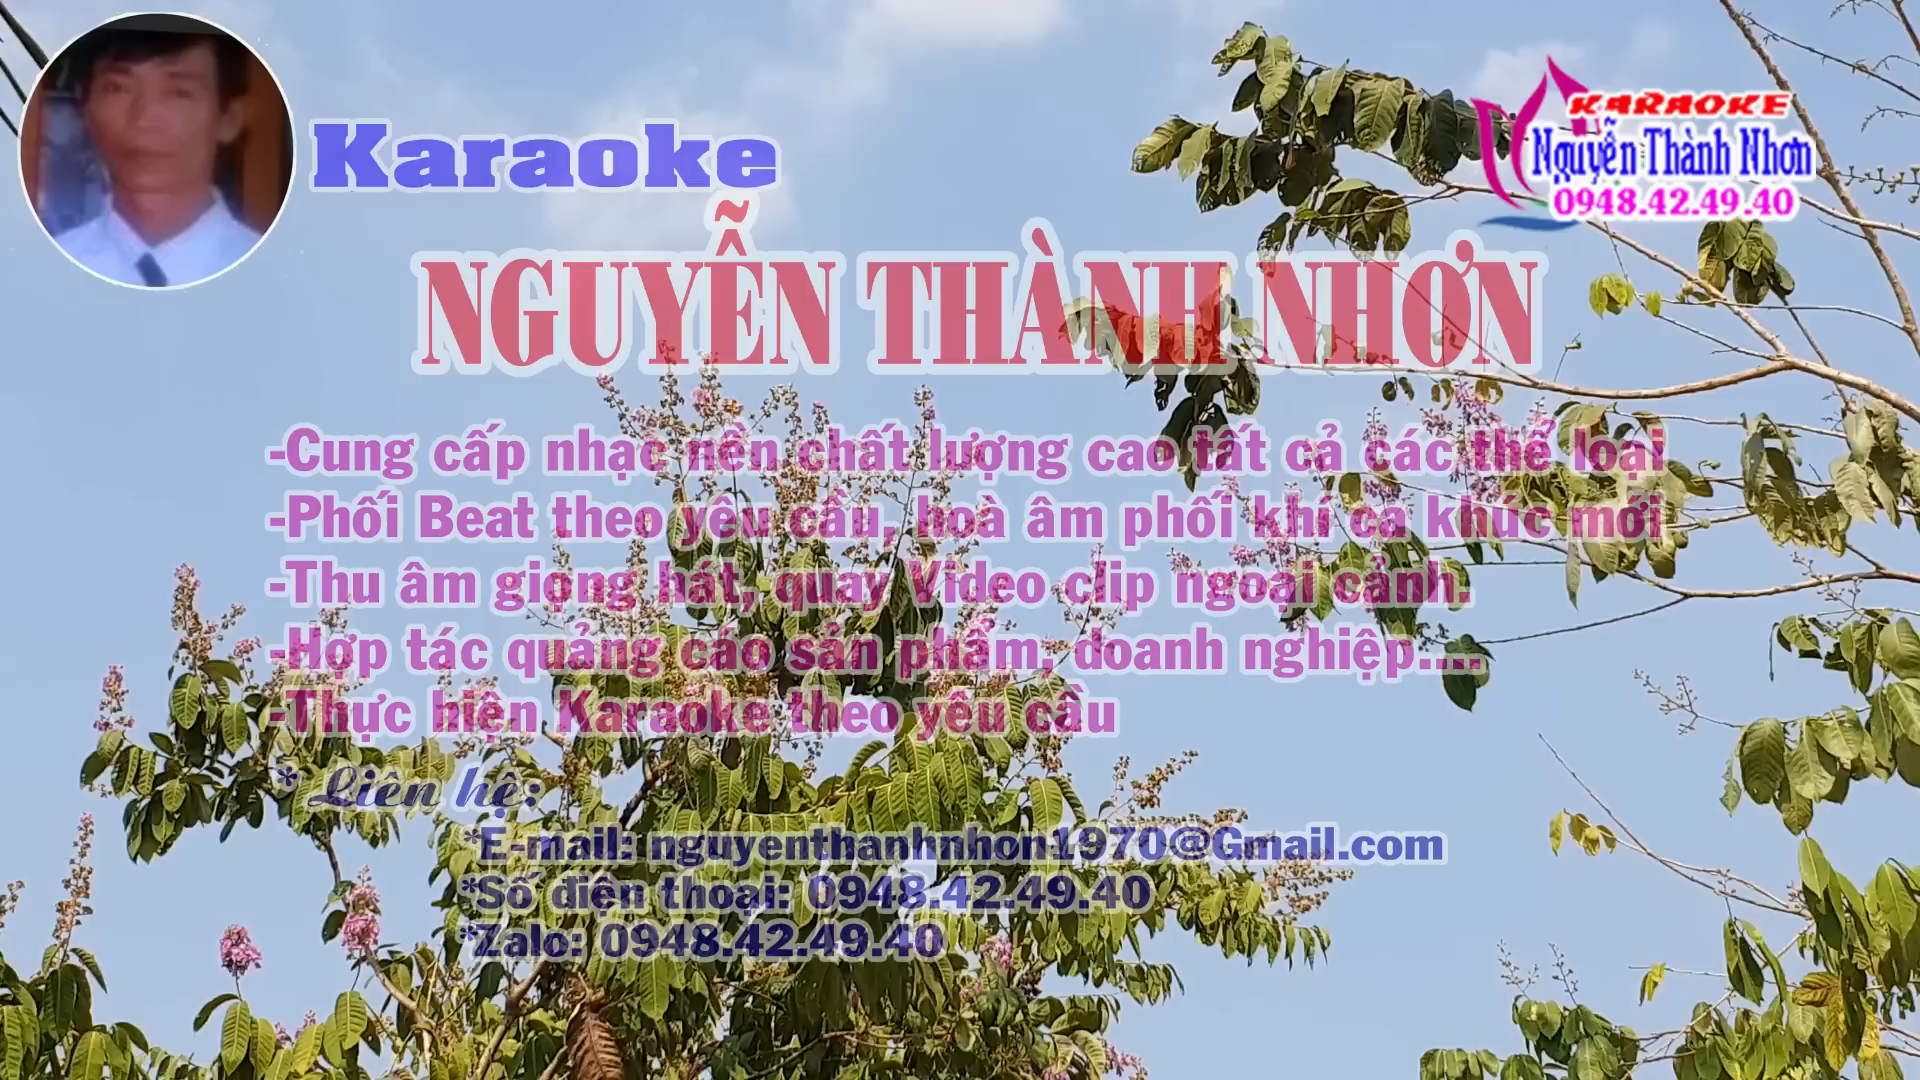 Karaoke
NGUYỄN THÀNH NHƠN
KARAOKE
Nguyễn Thành Nhơn
0948.42.49.40
-Cung cấp nhạc nền chất lượng cao tất cả các thể loại
-Phối Beat theo yêu cầu, hoà âm phối khí ca khúc mới
-Thu âm giọng hát, quay Video clip ngoại cảnh.
-Hợp tác quảng cáo sản phẩm, doanh nghiệp....
-Thực hiện Karaoke theo yêu cầu
* Liên hệ:
*E-mail: nguyenthanhnhon1970@Gmail.com
*Số điện thoại: 0948.42.49.40
*Zalo: 0948.42.49.40